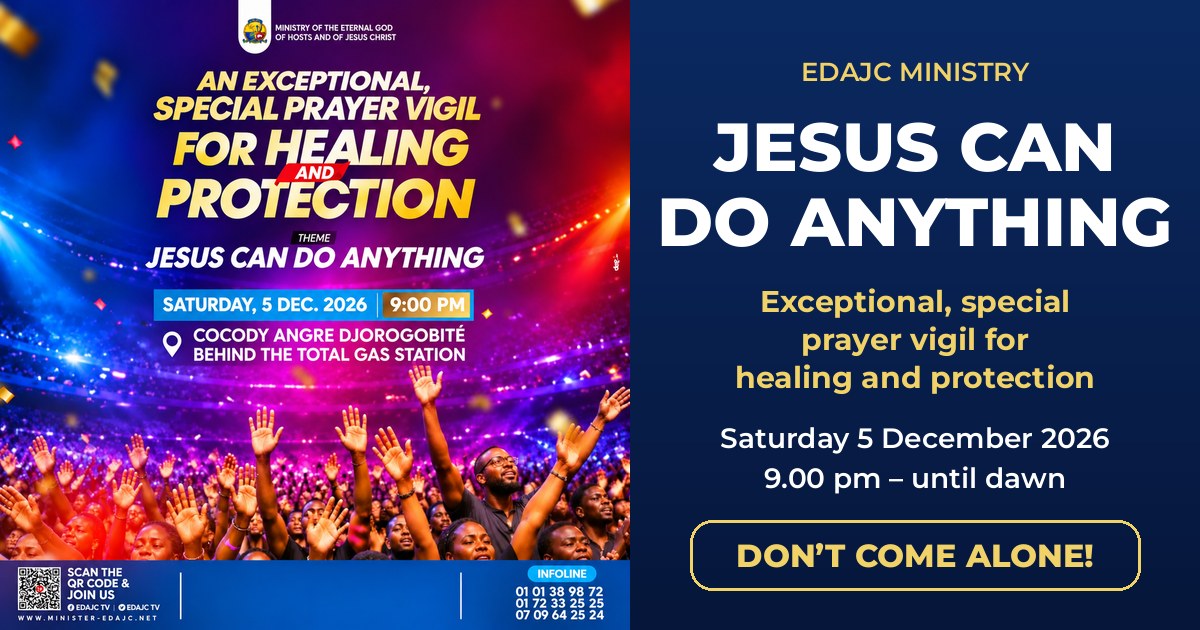 MINISTRY OF THE ETERNAL GOD
OF HOSTS AND OF JESUS CHRIST
AN EXCEPTIONAL,
SPECIAL PRAYER VIGIL
FOR HEALING
AND
PROTECTION
THEME
JESUS CAN DO ANYTHING
SATURDAY, 5 DEC. 2026 9:00 PM
COCODY ANGRE DJOROGOBITÉ
BEHIND THE TOTAL GAS STATION
SCAN THE
QR CODE &
JOIN US
EDAJC TV | EDAJC TV
WWW.MINISTER-EDAJC.NET
INFOLINE
01 01 38 98 72
01 72 33 25 25
07 09 64 25 24
EDAJC MINISTRY
JESUS CAN
DO ANYTHING
Exceptional, special
prayer vigil for
healing and protection
Saturday 5 December 2026
9.00 pm – until dawn
DON’T COME ALONE!